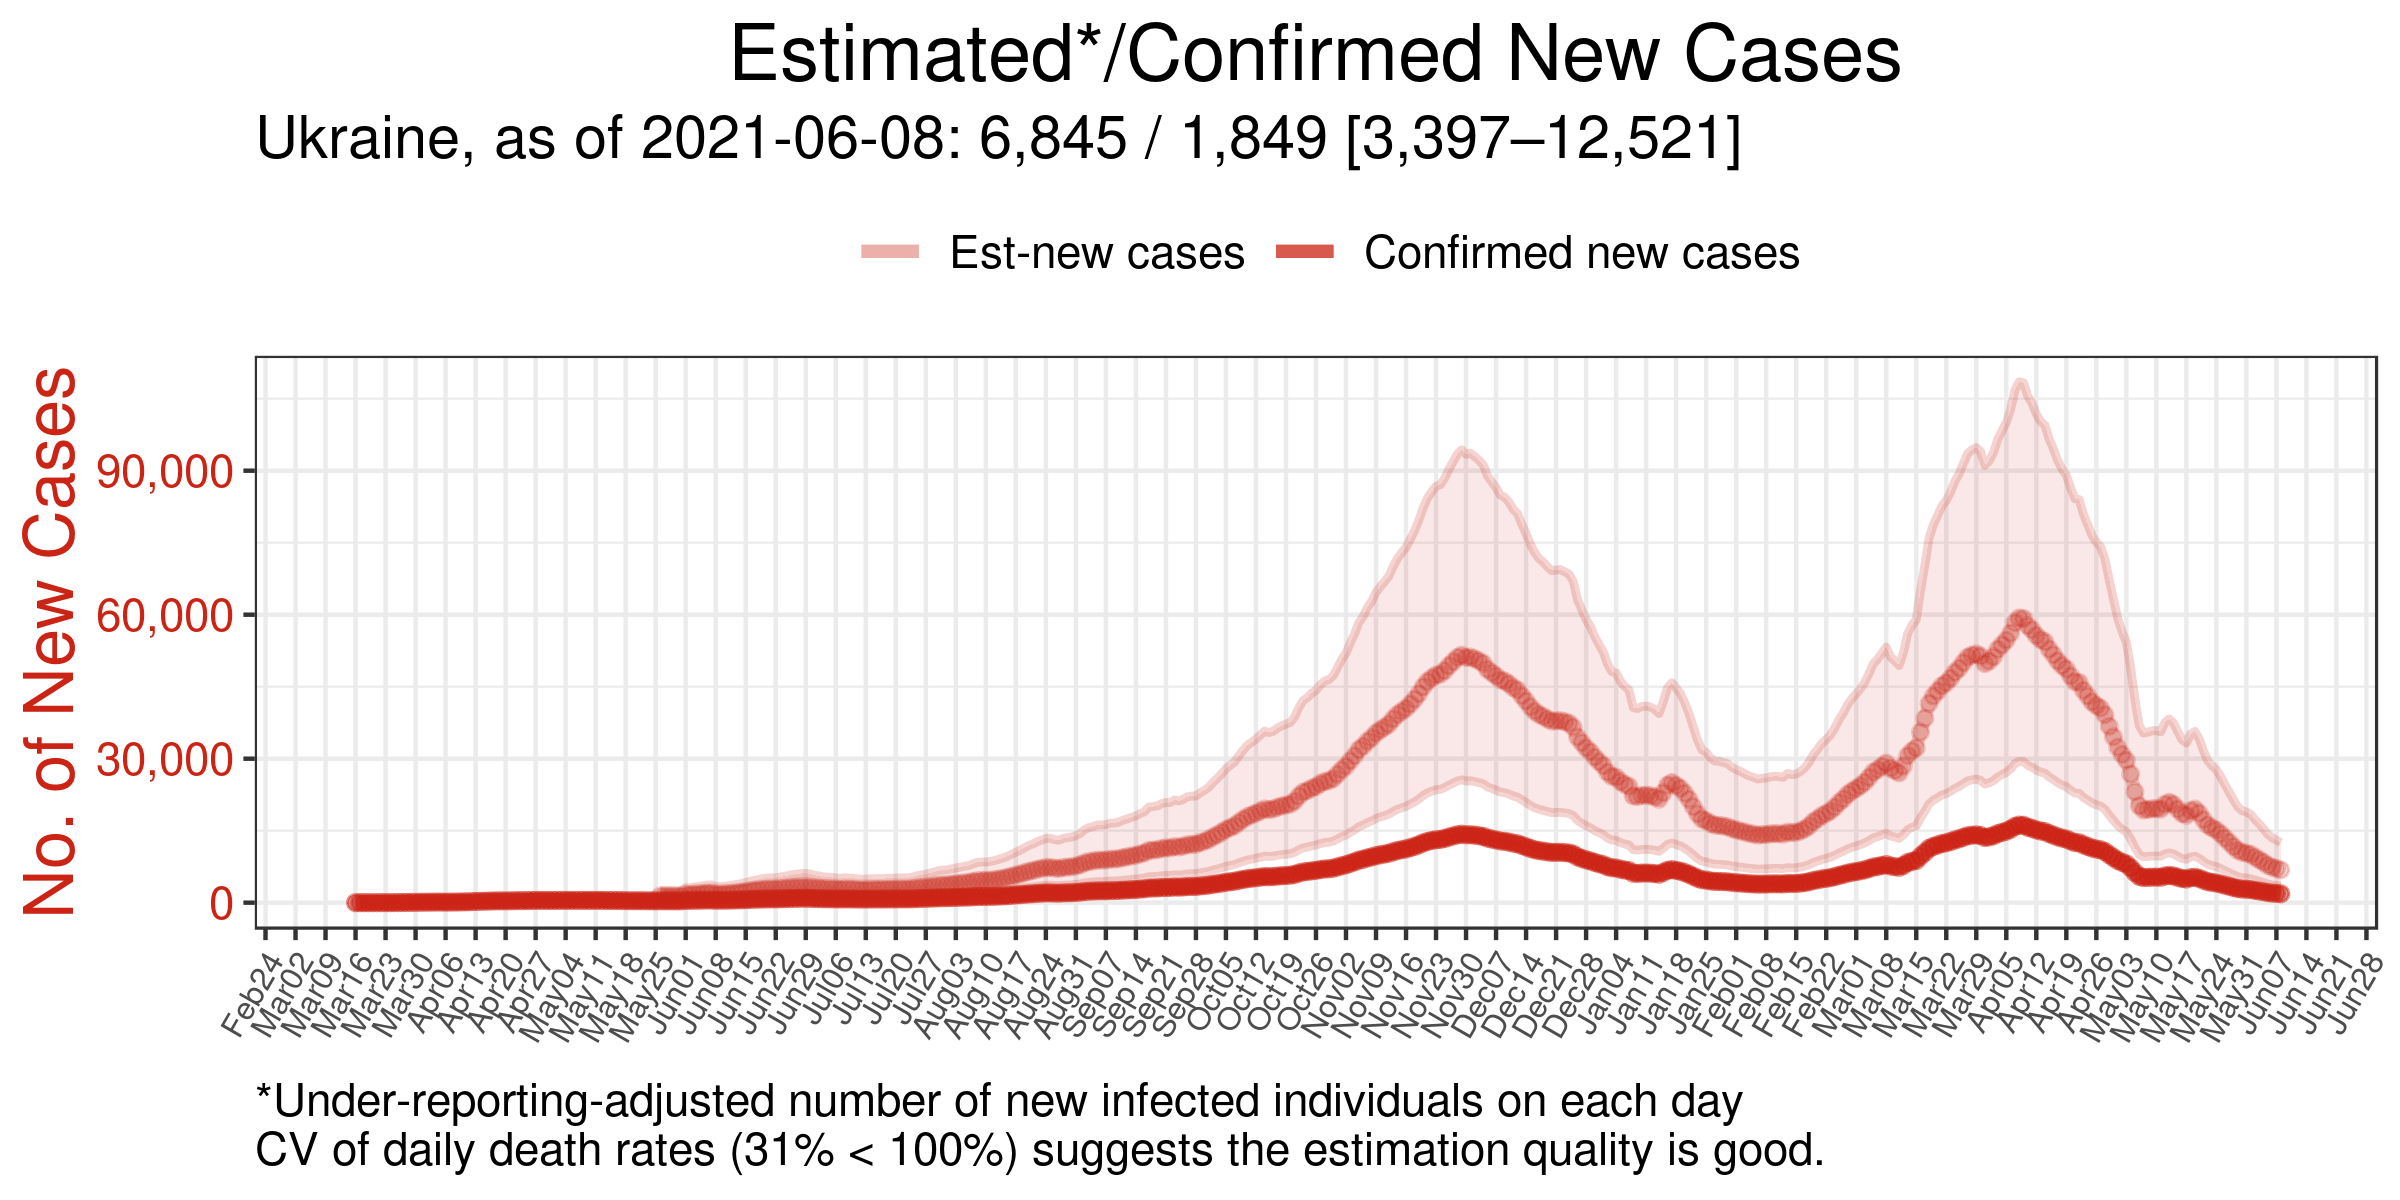 Estimated*/Confirmed New Cases
Ukraine, as of 2021-06-08: 6,845 / 1,849 [3,397–12,521]
Est-new cases Confirmed new cases
No. of New Cases
90,000
60,000
30,000
0
Feb24 Mar02 Mar09 Mar16 Mar23 Mar30 Apr06 Apr13 Apr20 Apr27 May04 May11 May18 May25 Jun01 Jun08 Jun15 Jun22 Jun29 Jul06 Jul13 Jul20 Jul27 Aug03 Aug10 Aug17 Aug24 Aug31 Sep07 Sep14 Sep21 Sep28 Oct05 Oct12 Oct19 Oct26 Nov02 Nov09 Nov16 Nov23 Nov30 Dec07 Dec14 Dec21 Dec28 Jan04 Jan11 Jan18 Jan25 Feb01 Feb08 Feb15 Feb22 Mar01 Mar08 Mar15 Mar22 Mar29 Apr05 Apr12 Apr19 Apr26 May03 May10 May17 May24 May31 Jun07 Jun14 Jun21 Jun28
*Under-reporting-adjusted number of new infected individuals on each day
CV of daily death rates (31% < 100%) suggests the estimation quality is good.